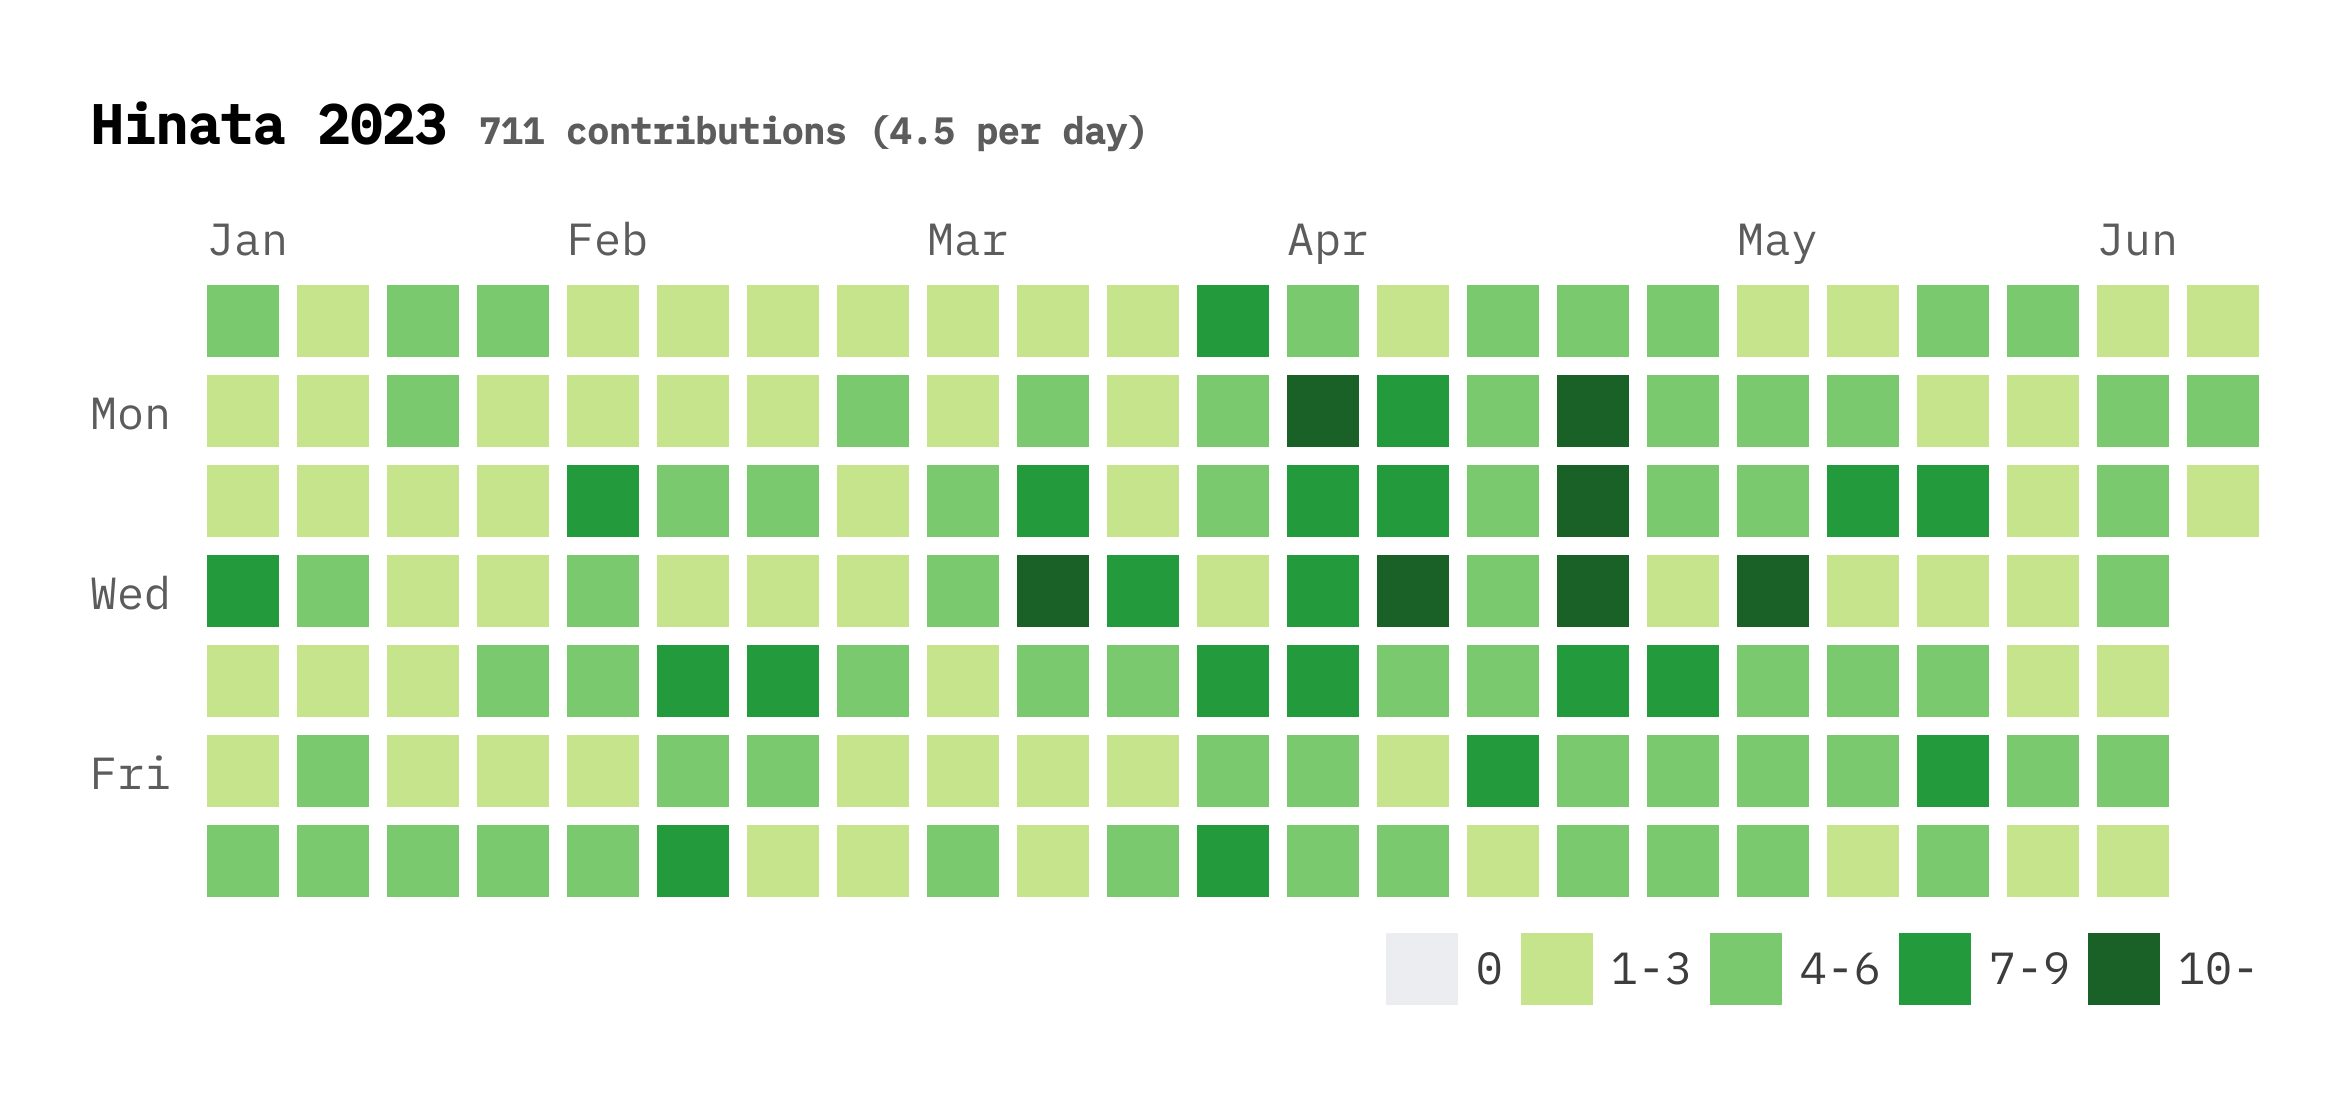 Hinata 2023 711 contributions (4.5 per day)
Jan Feb Mar Apr May Jun
Mon
Wed
Fri
0 1-3 4-6 7-9 10-